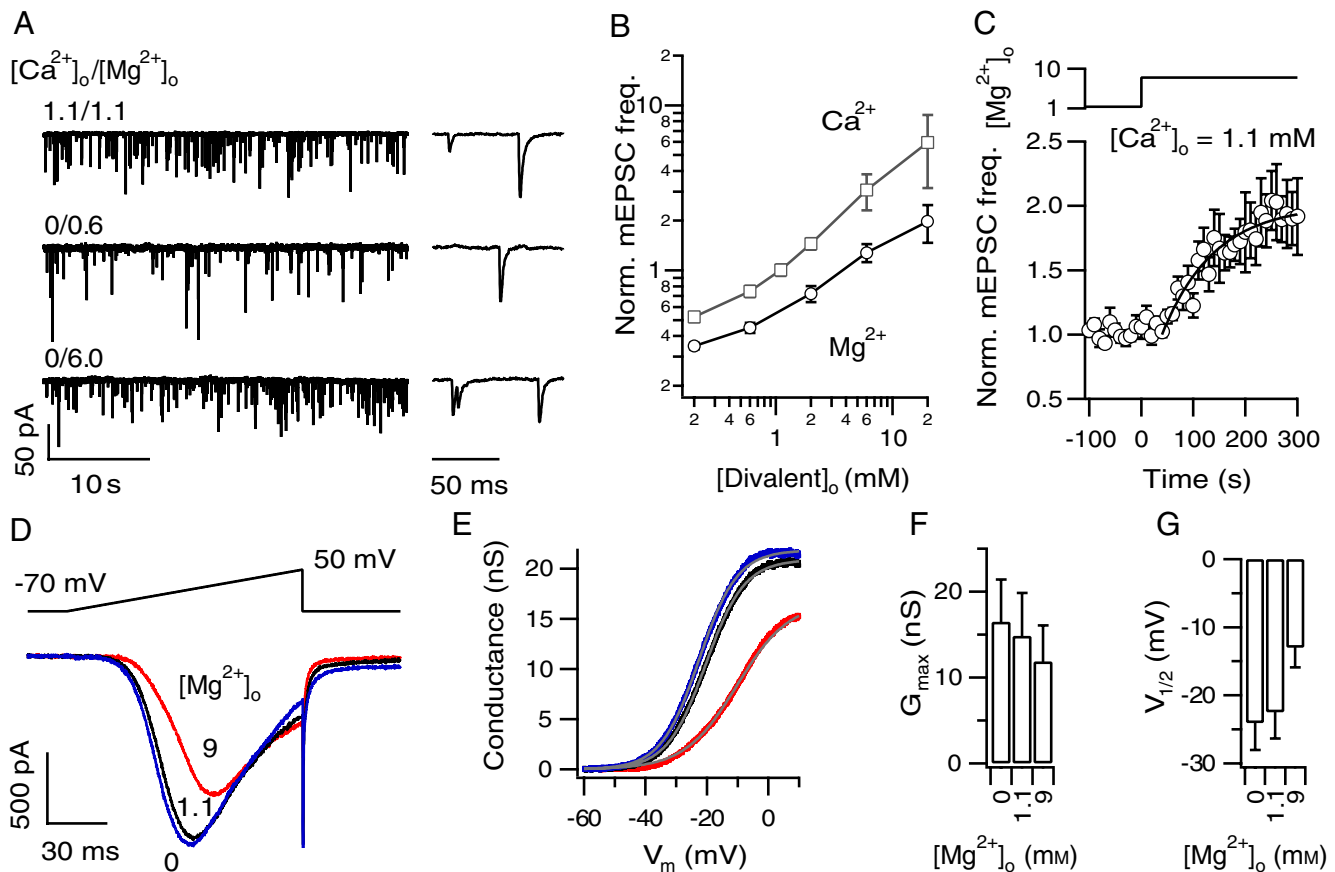 A
[Ca²⁺]ₒ/[Mg²⁺]ₒ
1.1/1.1
0/0.6
0/6.0
50 pA
10 s
50 ms
B
Norm. mEPSC freq.
2
10
8
6
4
2
1
8
6
4
2
Ca²⁺
Mg²⁺
2
4
6
1
2
4
6
10
2
[Divalent]ₒ (mM)
C
[Mg²⁺]ₒ
10
1
[Ca²⁺]ₒ = 1.1 mM
Norm. mEPSC freq.
2.5
2.0
1.5
1.0
0.5
-100 0 100 200 300
Time (s)
D
-70 mV
50 mV
[Mg²⁺]ₒ
9
1.1
0
500 pA
30 ms
E
Conductance (nS)
20
15
10
5
0
-60 -40 -20 0
Vₘ (mV)
F
Gₘₐₓ (nS)
20
10
0
0 1.1 9
[Mg²⁺]ₒ (mM)
G
V₁/₂ (mV)
0
-10
-20
-30
0 1.1 9
[Mg²⁺]ₒ (mM)